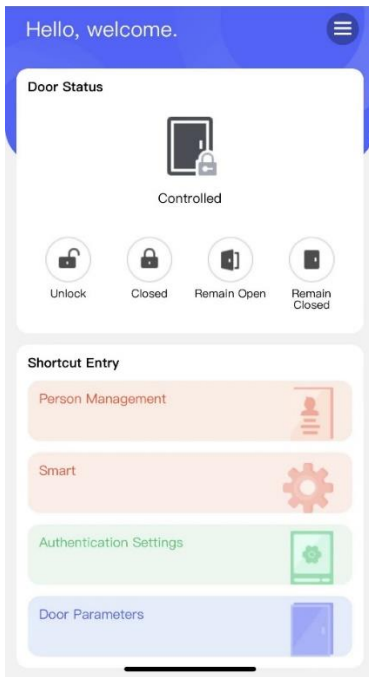 Hello, welcome.
Door Status
Controlled
Unlock
Closed
Remain Open
Remain
Closed
Shortcut Entry
Person Management
Smart
Authentication Settings
Door Parameters